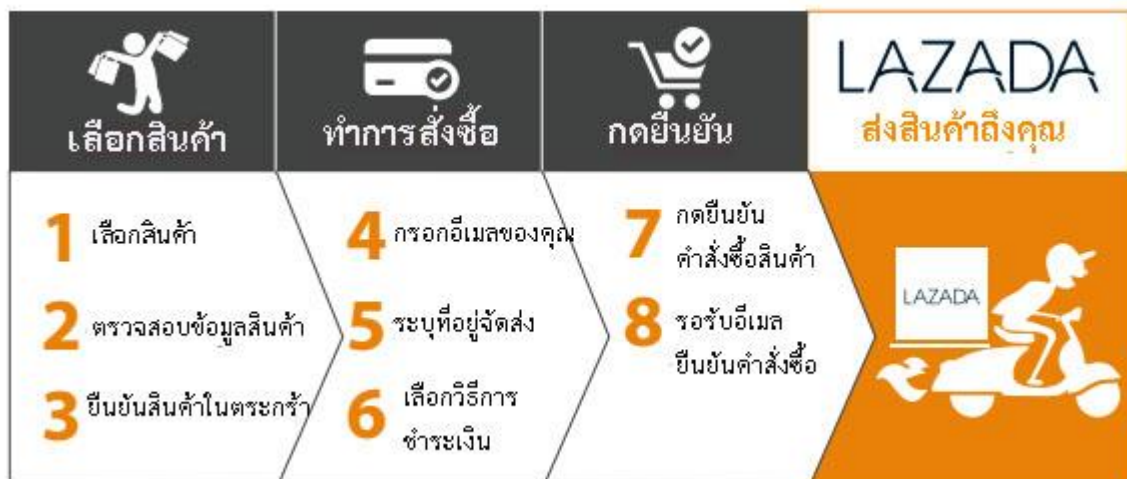 เลือกสินค้า
ทำการสั่งซื้อ
กดยืนยัน
LAZADA
ส่งสินค้าถึงคุณ
1 เลือกสินค้า
2 ตรวจสอบข้อมูลสินค้า
3 ยืนยันสินค้าในตระกร้า
4 กรอกอีเมลของคุณ
5 ระบุที่อยู่จัดส่ง
6 เลือกวิธีการ
ชำระเงิน
7 กดยืนยัน
คำสั่งซื้อสินค้า
8 รอรับอีเมล
ยืนยันคำสั่งซื้อ
LAZADA